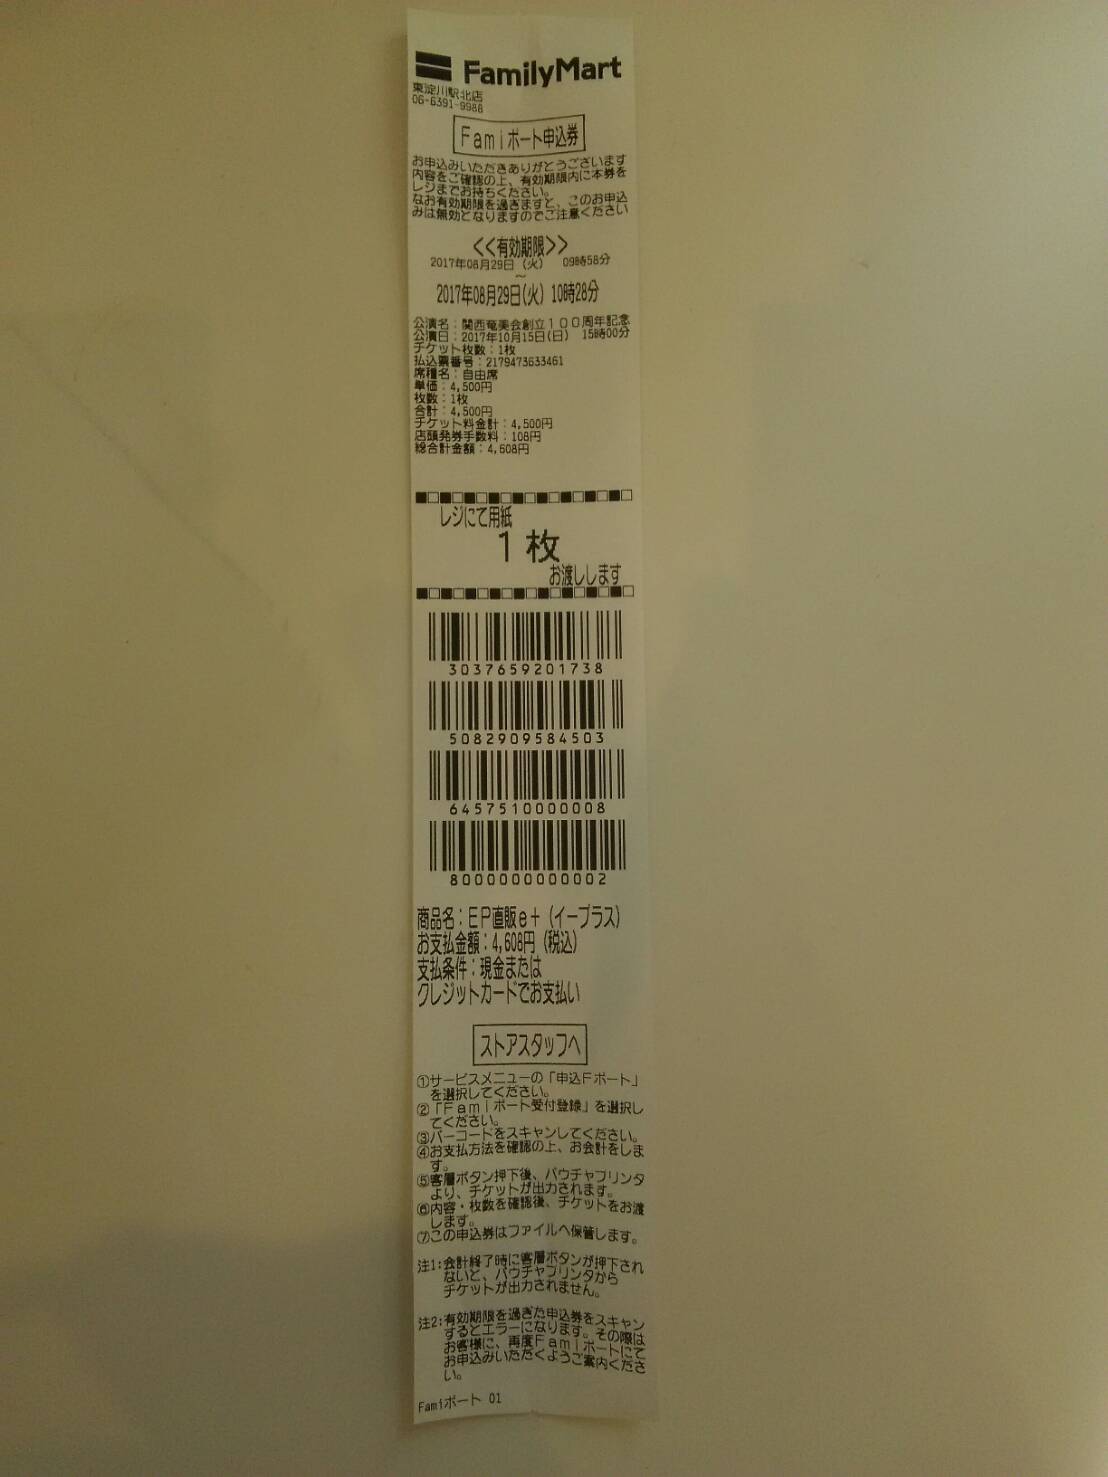 FamilyMart
東淀川駅北店
06-6391-9988
Famiポート申込券
お申込みいただきありがとうございます
内容をご確認の上、有効期限内に本券を
レジまでお持ちください。
なお有効期限を過ぎますと、このお申込
みは無効となりますのでご注意ください
<<有効期限>>
2017年08月29日(火) 09時58分
~
2017年08月29日(火) 10時28分
公演名:関西奄美会創立100周年記念
公演日:2017年10月15日(日) 15時00分
チケット枚数:1枚
払込票番号:2179473633461
席種名:自由席
単価:4,500円
枚数:1枚
合計:4,500円
チケット料金計:4,500円
店頭発券手数料:108円
総合計金額:4,608円
■□■□■□■□■□■□■□■□■□
レジにて用紙
1枚
お渡しします
■□■□■□■□■□■□■□■□■□
3037659201738
5082909584503
6457510000008
8000000000002
商品名:EP直販e+(イープラス)
お支払金額:4,608円(税込)
支払条件:現金または
クレジットカードでお支払い
ストアスタッフへ
①サービスメニューの「申込Fポート」
を選択してください。
②「Famiポート受付登録」を選択し
てください。
③バーコードをスキャンしてください。
④お支払方法を確認の上、お会計をしま
す。
⑤客層ボタン押下後、バウチャプリンタ
より、チケットが出力されます。
⑥内容・枚数を確認後、チケットをお渡
しします。
⑦この申込券はファイルへ保管します。
注1:会計終了時に客層ボタンが押下され
ないと、バウチャプリンタから
チケットが出力されません。
注2:有効期限を過ぎた申込券をスキャン
するとエラーになります。その際は
お客様に、再度Famiポートにて
お申込みいただくようご案内くださ
い。
Famiポート 01